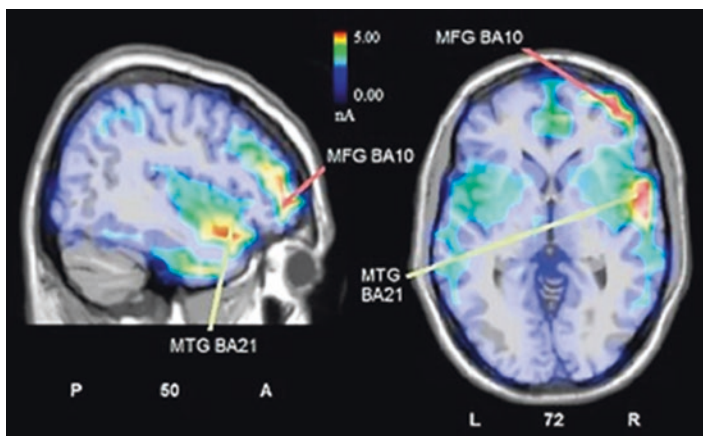 MFG BA10
5.00
0.00
nA
MFG BA10
MTG
BA21
MTG BA21
P 50 A
L 72 R